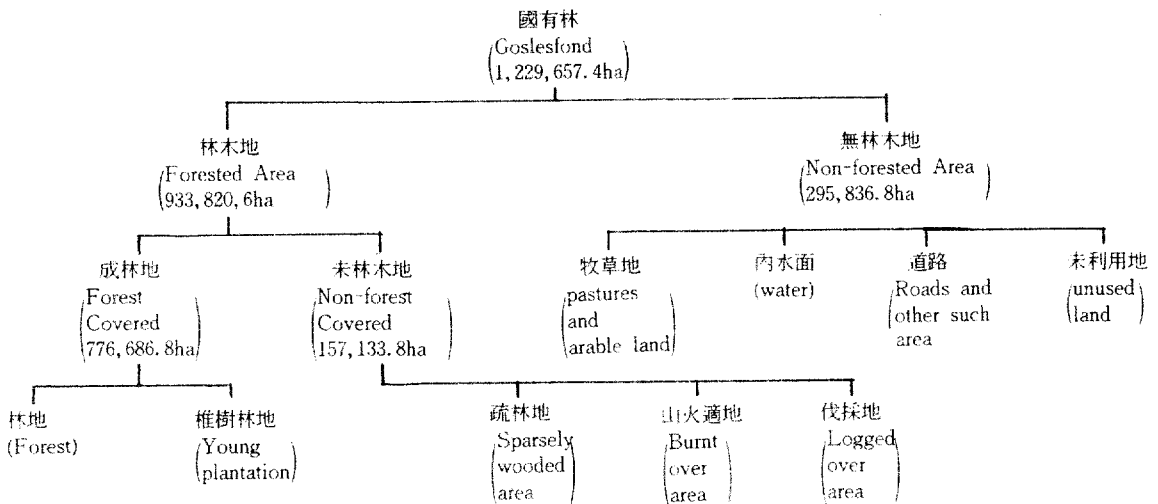 國有林
(Goslesfond
1,229,657.4ha)
林木地
(Forested Area
933,820,6ha)
無林木地
(Non-forested Area
295,836.8ha)
成林地
(Forest
Covered
776,686.8ha)
未林木地
(Non-forest
Covered
157,133.8ha)
牧草地
(pastures
and
arable land)
內水面
(water)
道路
(Roads and
other such
area)
未利用地
(unused
land)
林地
(Forest)
稚樹林地
(Young
plantation)
疏林地
(Sparsely
wooded
area)
山火適地
(Burnt
over
area)
伐採地
(Logged
over
area)